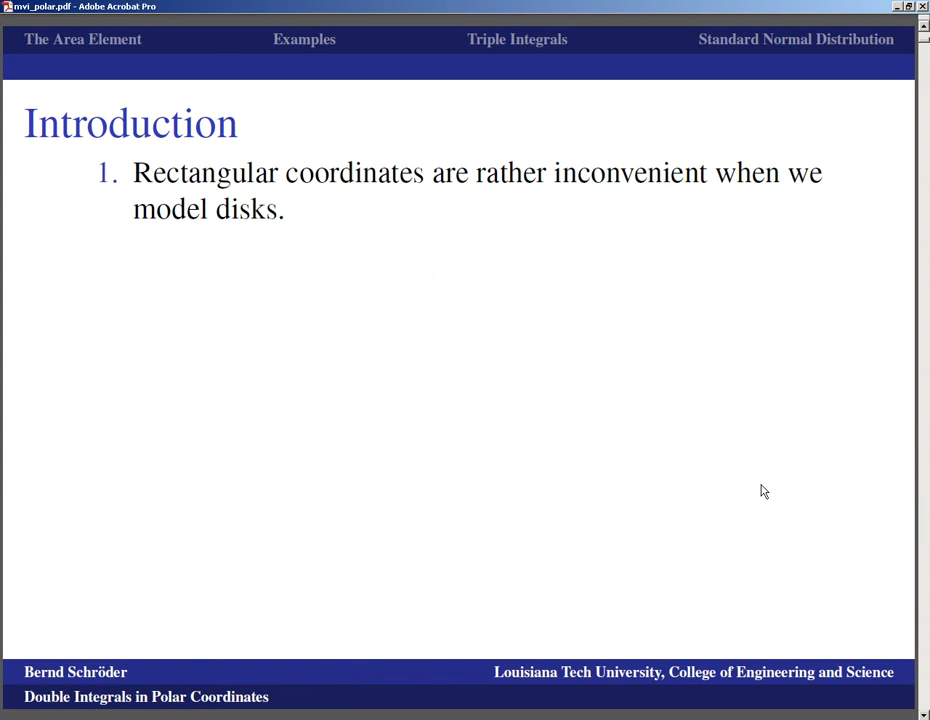 mvi_polar.pdf - Adobe Acrobat Pro
The Area Element Examples Triple Integrals Standard Normal Distribution
Introduction
1. Rectangular coordinates are rather inconvenient when we
model disks.
Bernd Schröder Louisiana Tech University, College of Engineering and Science
Double Integrals in Polar Coordinates